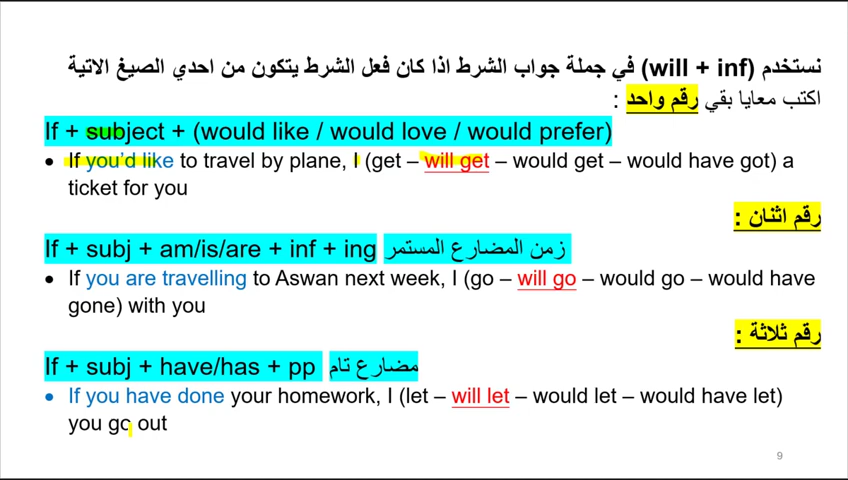 نستخدم (will + inf) في جملة جواب الشرط اذا كان فعل الشرط يتكون من احدي الصيغ الاتية
اكتب معايا بقي رقم واحد :
If + subject + (would like / would love / would prefer)
• If you'd like to travel by plane, I (get – will get – would get – would have got) a
ticket for you
رقم اثنان :
If + subj + am/is/are + inf + ing زمن المضارع المستمر
• If you are travelling to Aswan next week, I (go – will go – would go – would have
gone) with you
رقم ثلاثة :
If + subj + have/has + pp مضارع تام
• If you have done your homework, I (let – will let – would let – would have let)
you go out
9